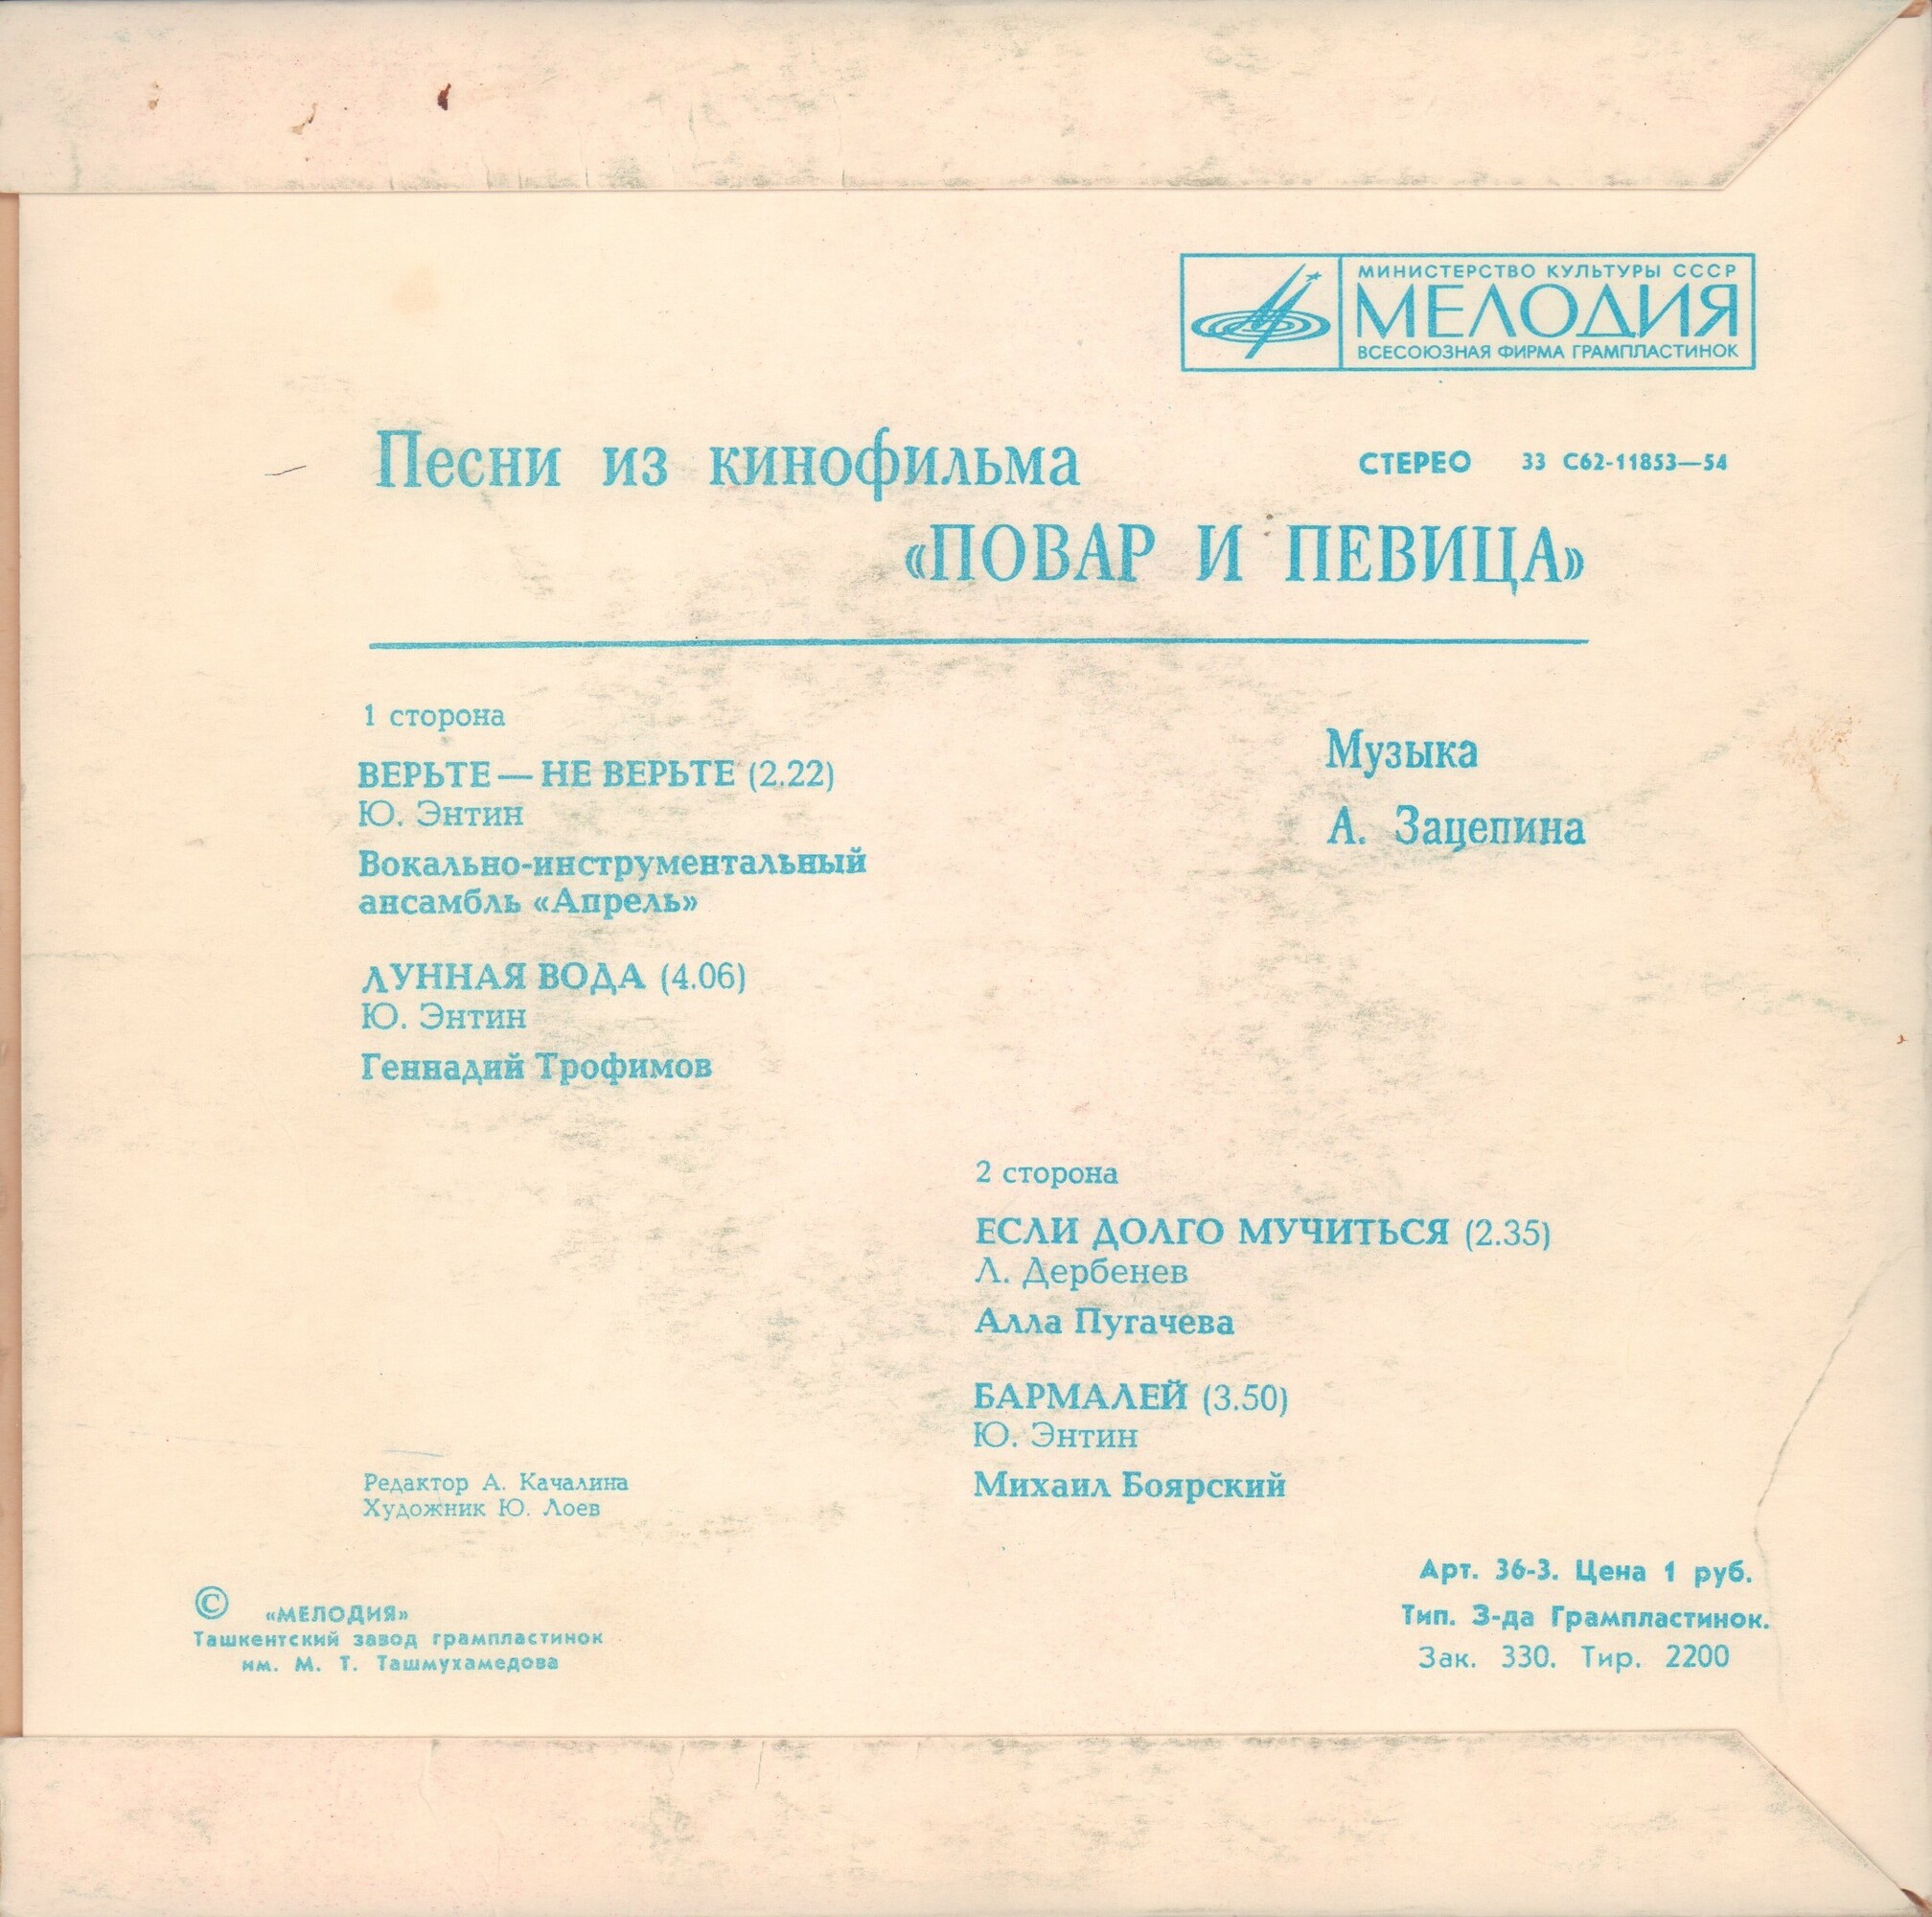 МИНИСТЕРСТВО КУЛЬТУРЫ СССР
МЕЛОДИЯ
ВСЕСОЮЗНАЯ ФИРМА ГРАМПЛАСТИНОК
Песни из кинофильма
СТЕРЕО 33 С62-11853—54
«ПОВАР И ПЕВИЦА»
1 сторона
ВЕРЬТЕ — НЕ ВЕРЬТЕ (2.22)
Ю. Энтин
Вокально-инструментальный
ансамбль «Апрель»
ЛУННАЯ ВОДА (4.06)
Ю. Энтин
Геннадий Трофимов
Музыка
А. Зацепина
2 сторона
ЕСЛИ ДОЛГО МУЧИТЬСЯ (2.35)
Л. Дербенев
Алла Пугачева
БАРМАЛЕЙ (3.50)
Ю. Энтин
Михаил Боярский
Редактор А. Качалина
Художник Ю. Лоев
© «МЕЛОДИЯ»
Ташкентский завод грампластинок
им. М. Т. Ташмухамедова
Арт. 36-3. Цена 1 руб.
Тип. З-да Грампластинок.
Зак. 330. Тир. 2200